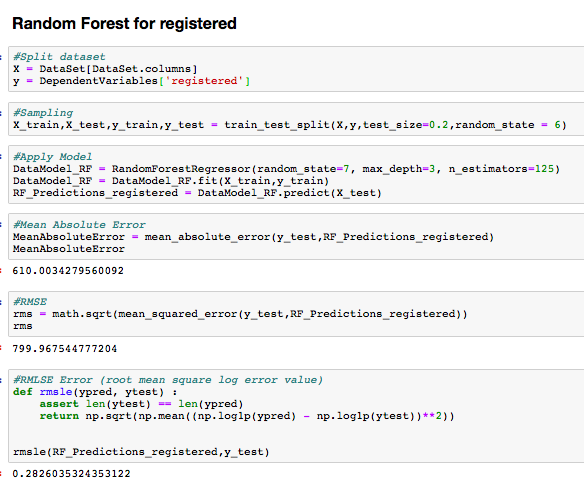 Random Forest for registered
#Split dataset
X = DataSet[DataSet.columns]
y = DependentVariables['registered']
#Sampling
X_train,X_test,y_train,y_test = train_test_split(X,y,test_size=0.2,random_state = 6)
#Apply Model
DataModel_RF = RandomForestRegressor(random_state=7, max_depth=3, n_estimators=125)
DataModel_RF = DataModel_RF.fit(X_train,y_train)
RF_Predictions_registered = DataModel_RF.predict(X_test)
#Mean Absolute Error
MeanAbsoluteError = mean_absolute_error(y_test,RF_Predictions_registered)
MeanAbsoluteError
610.0034279560092
#RMSE
rms = math.sqrt(mean_squared_error(y_test,RF_Predictions_registered))
rms
799.967544777204
#RMLSE Error (root mean square log error value)
def rmsle(ypred, ytest) :
    assert len(ytest) == len(ypred)
    return np.sqrt(np.mean((np.log1p(ypred) - np.log1p(ytest))**2))
rmsle(RF_Predictions_registered,y_test)
0.2826035324353122